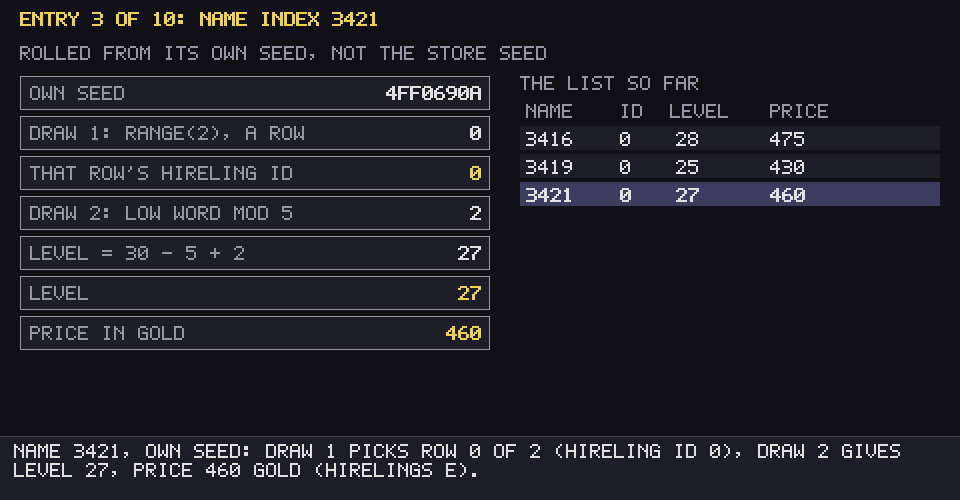 ENTRY 3 OF 10: NAME INDEX 3421
ROLLED FROM ITS OWN SEED, NOT THE STORE SEED
OWN SEED 4FF0690A
DRAW 1: RANGE(2), A ROW 0
THAT ROW'S HIRELING ID 0
DRAW 2: LOW WORD MOD 5 2
LEVEL = 30 - 5 + 2 27
LEVEL 27
PRICE IN GOLD 460
THE LIST SO FAR
NAME ID LEVEL PRICE
3416 0 28 475
3419 0 25 430
3421 0 27 460
NAME 3421, OWN SEED: DRAW 1 PICKS ROW 0 OF 2 (HIRELING ID 0), DRAW 2 GIVES
LEVEL 27, PRICE 460 GOLD (HIRELINGS E).